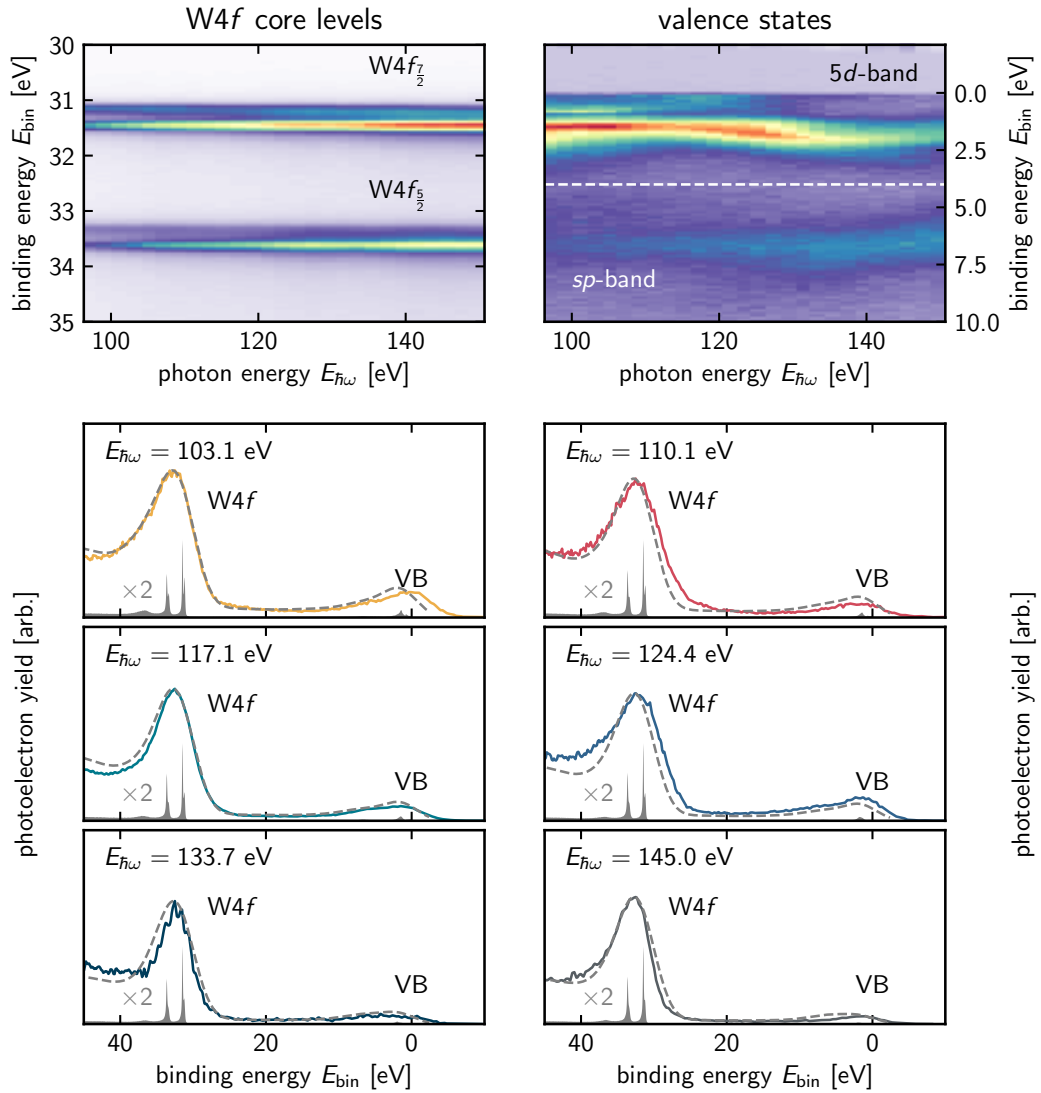 W4f core levels
valence states
30
31
32
33
34
35
binding energy E_bin [eV]
W4f_7/2
W4f_5/2
100
120
140
photon energy E_ħω [eV]
5d-band
sp-band
0.0
2.5
5.0
7.5
10.0
binding energy E_bin [eV]
100
120
140
photon energy E_ħω [eV]
photoelectron yield [arb.]
E_ħω = 103.1 eV
W4f
×2
VB
E_ħω = 110.1 eV
W4f
×2
VB
E_ħω = 117.1 eV
W4f
×2
VB
E_ħω = 124.4 eV
W4f
×2
VB
E_ħω = 133.7 eV
W4f
×2
VB
E_ħω = 145.0 eV
W4f
×2
VB
photoelectron yield [arb.]
40
20
0
binding energy E_bin [eV]
40
20
0
binding energy E_bin [eV]